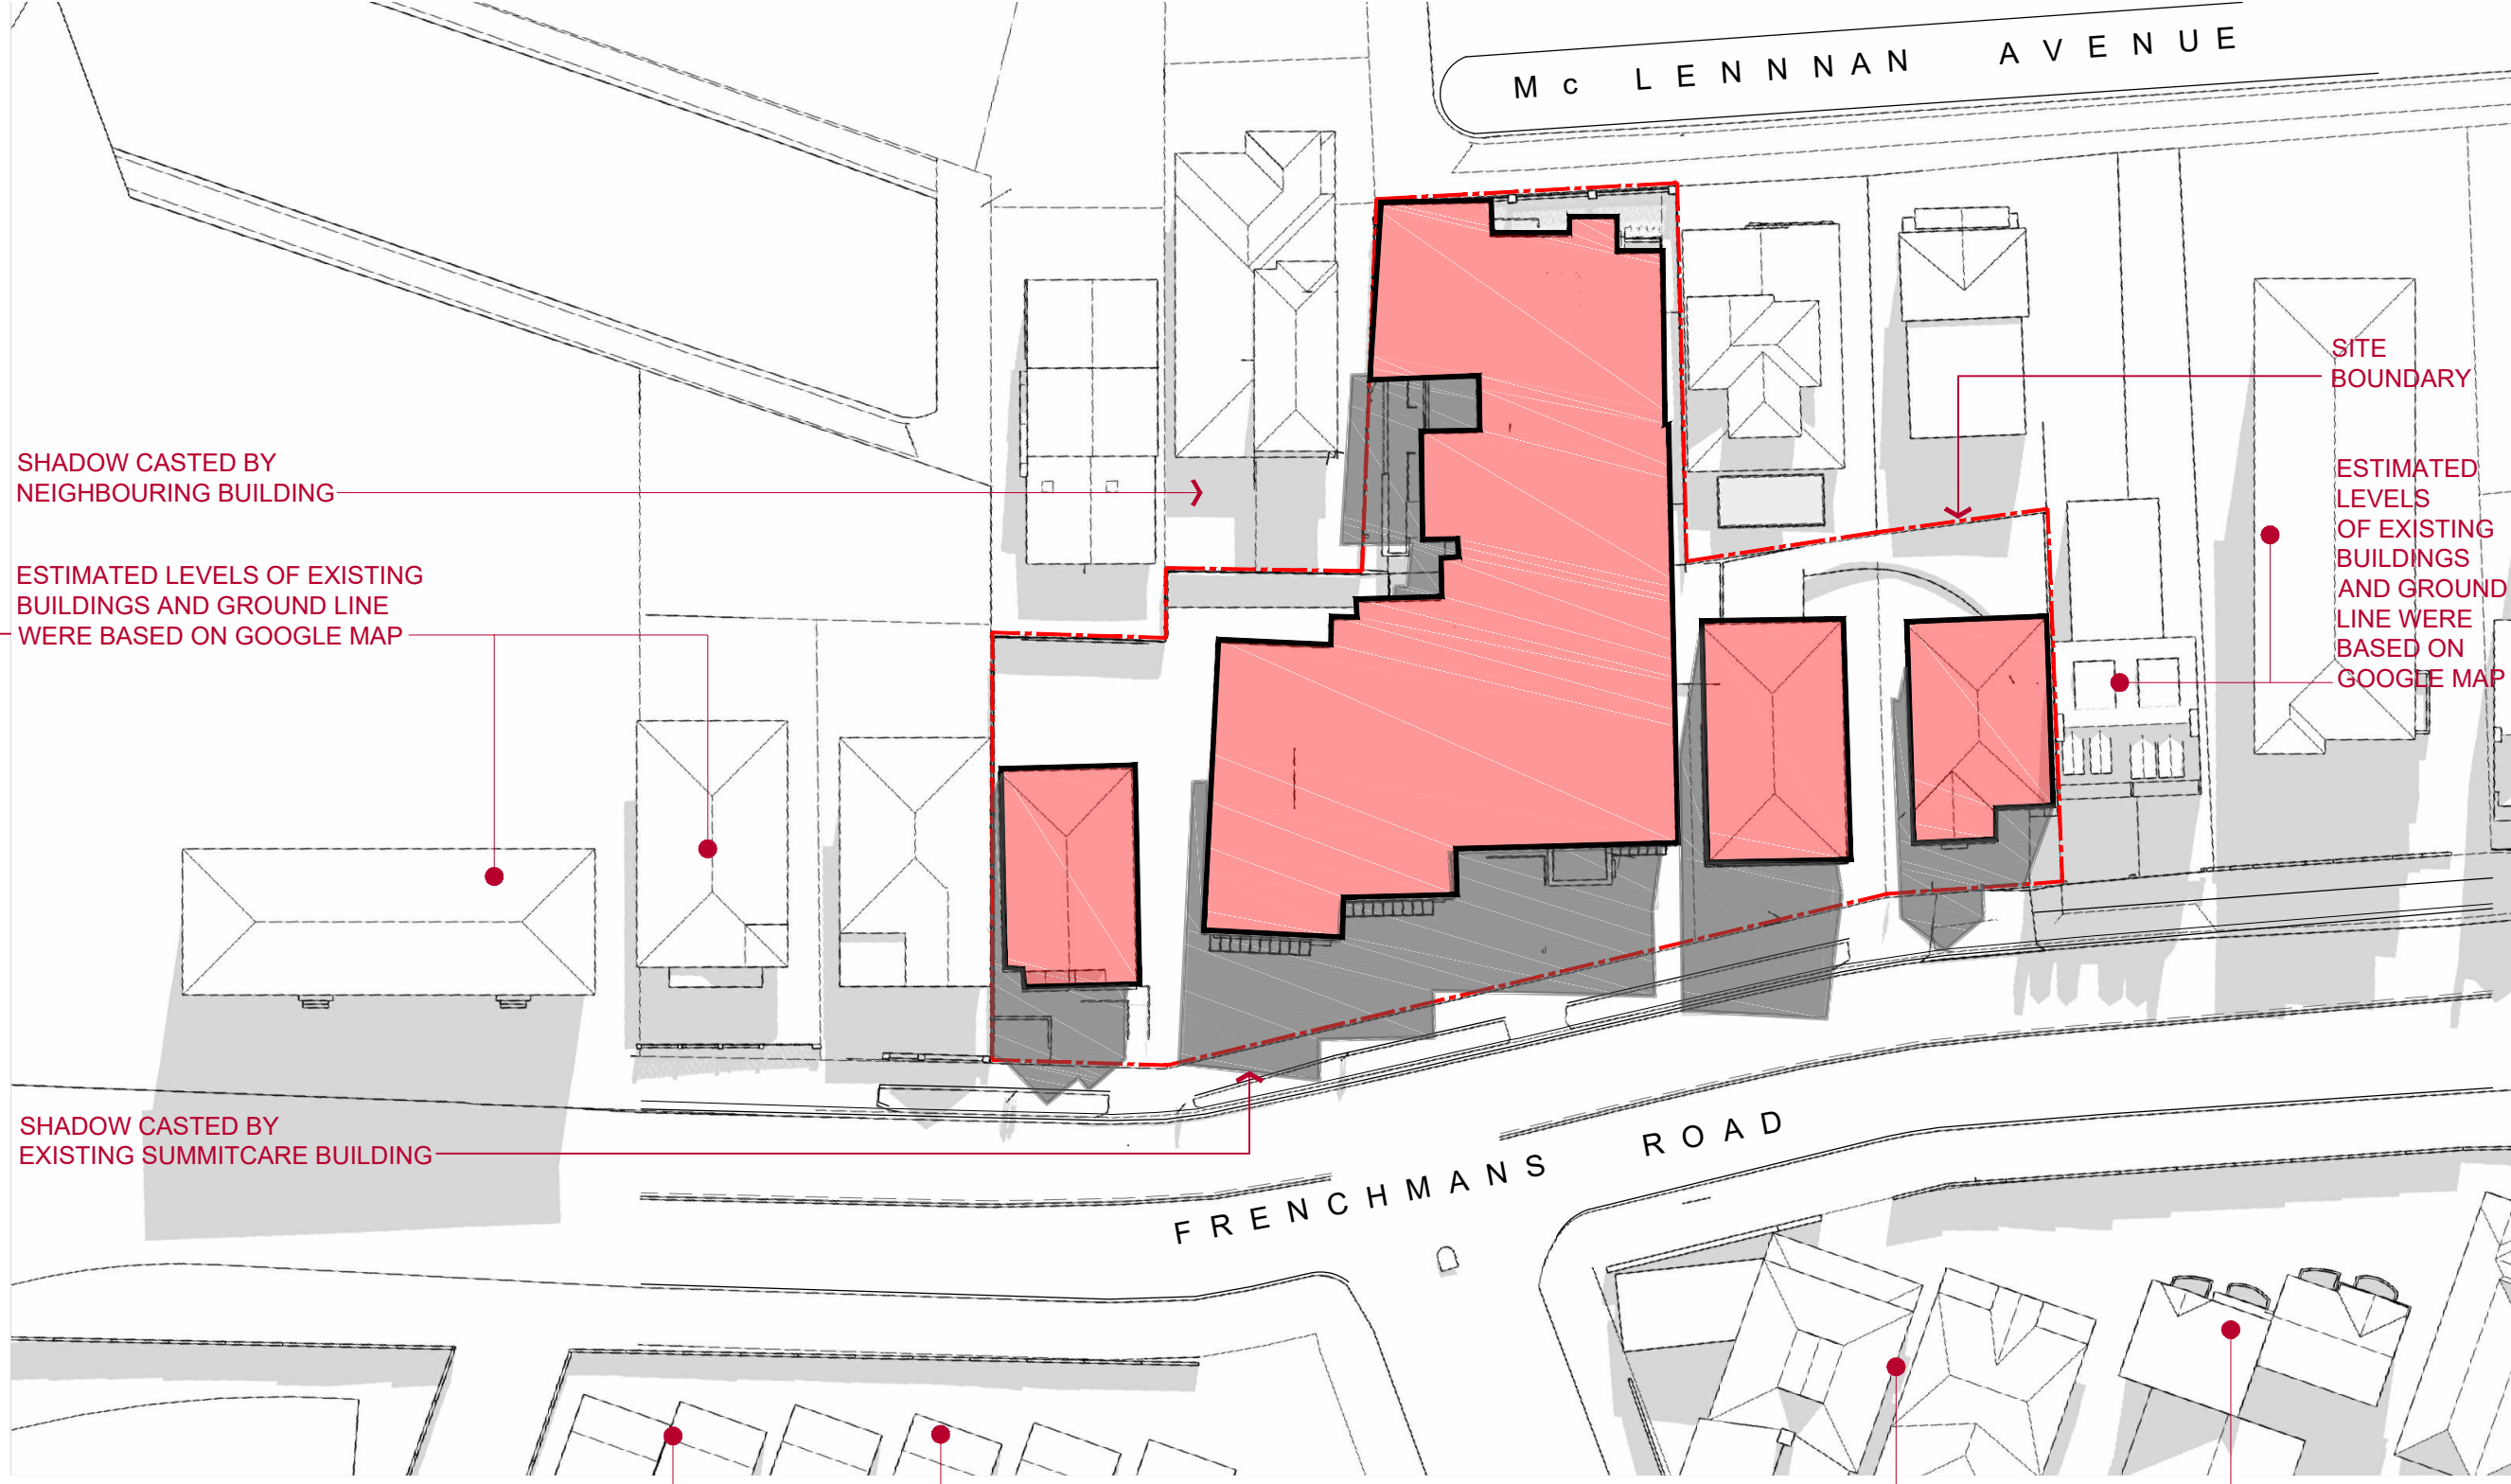 Mc LENNNAN AVENUE
SITE
BOUNDARY
SHADOW CASTED BY
NEIGHBOURING BUILDING
ESTIMATED
LEVELS
OF EXISTING
BUILDINGS
AND GROUND
LINE WERE
BASED ON
GOOGLE MAP
ESTIMATED LEVELS OF EXISTING
BUILDINGS AND GROUND LINE
WERE BASED ON GOOGLE MAP
SHADOW CASTED BY
EXISTING SUMMITCARE BUILDING
FRENCHMANS ROAD